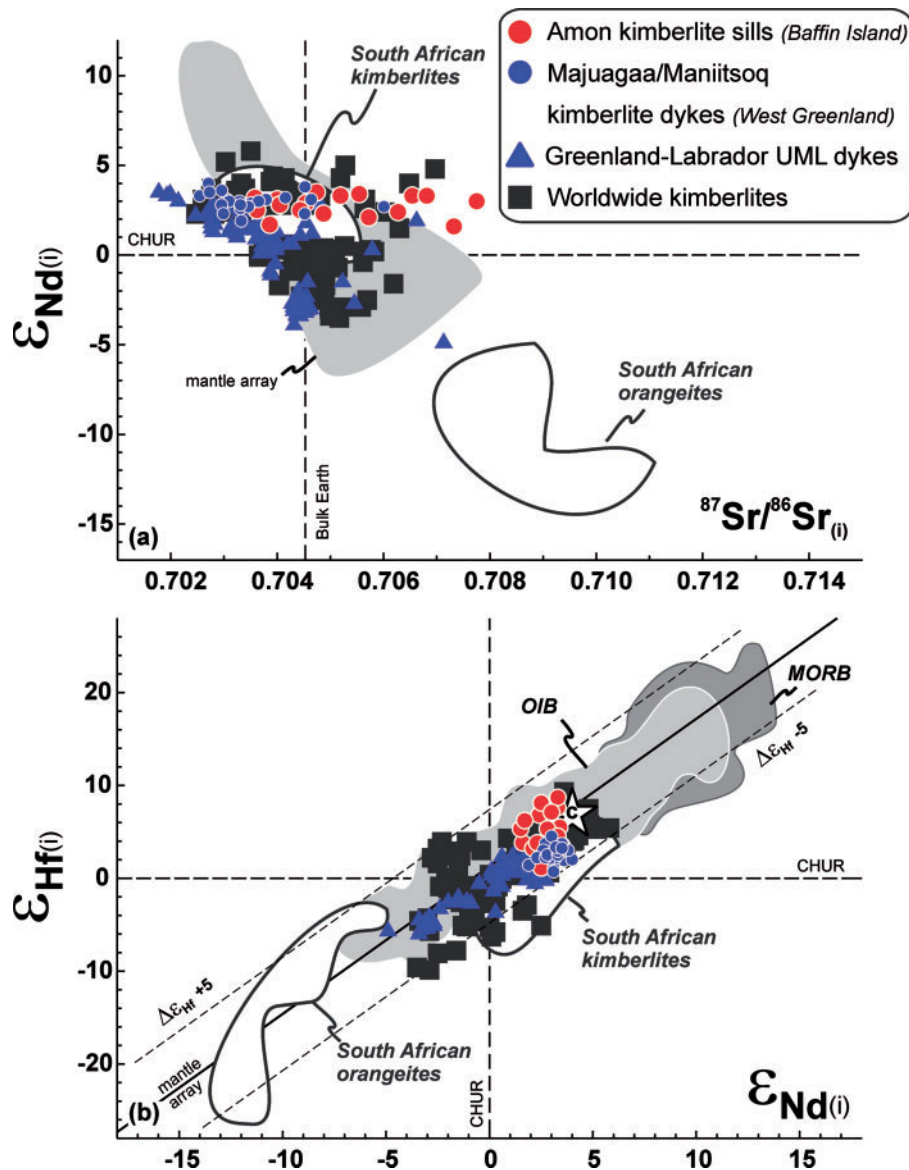 Amon kimberlite sills (Baffin Island)
Majuagaa/Maniitsoq
kimberlite dykes (West Greenland)
Greenland-Labrador UML dykes
Worldwide kimberlites
South African
kimberlites
10
5
0
-5
-10
-15
εNd(i)
CHUR
mantle array
South African
orangeites
Bulk Earth
(a)
87Sr/86Sr(i)
0.702
0.704
0.706
0.708
0.710
0.712
0.714
20
10
0
-10
-20
εHf(i)
OIB
MORB
ΔεHf -5
C
CHUR
South African
kimberlites
ΔεHf +5
South African
orangeites
mantle
array
CHUR
(b)
εNd(i)
-15
-10
-5
0
5
10
15